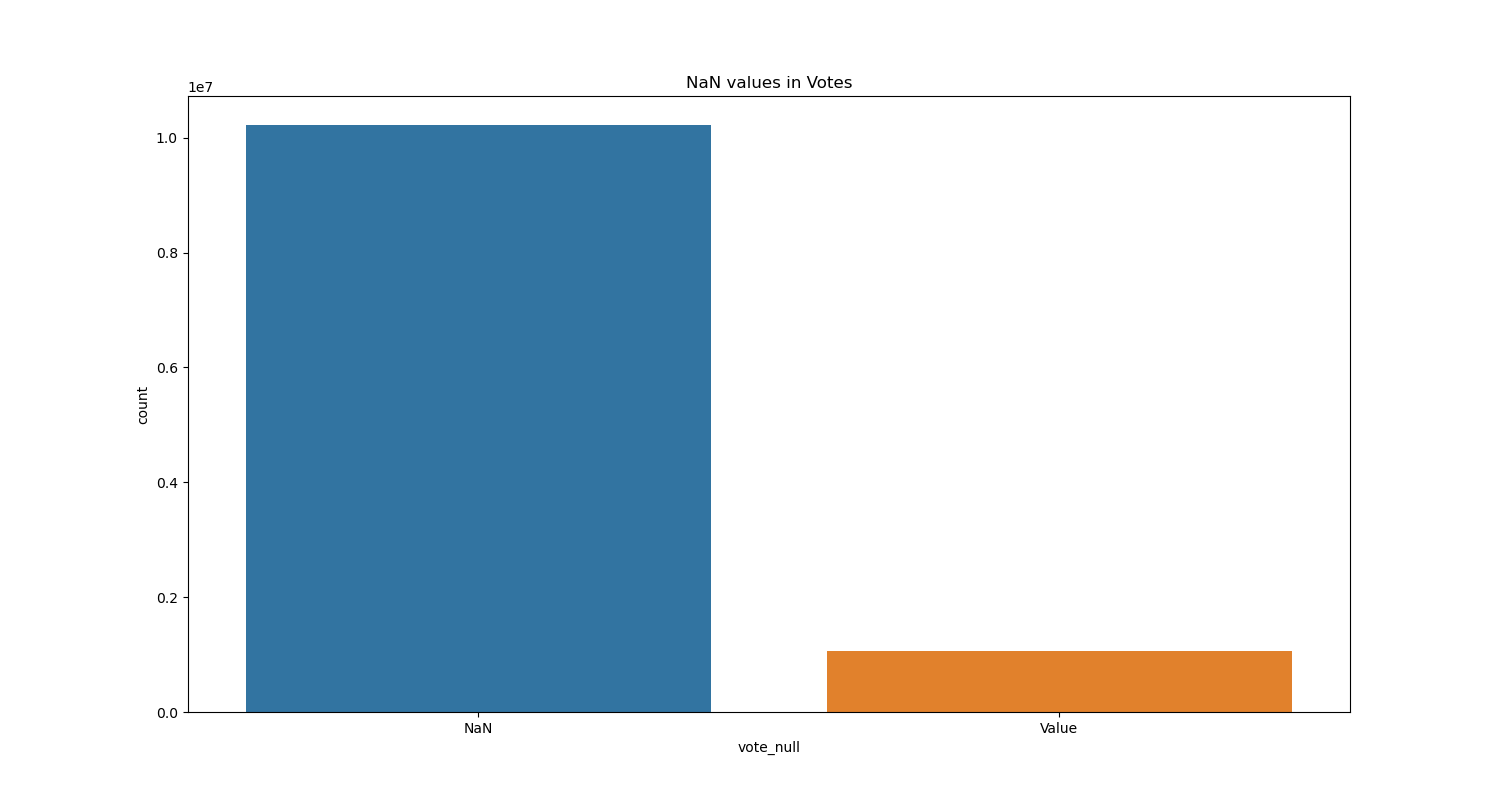 NaN values in Votes
1e7
1.0
0.8
0.6
0.4
0.2
0.0
count
NaN Value
vote_null